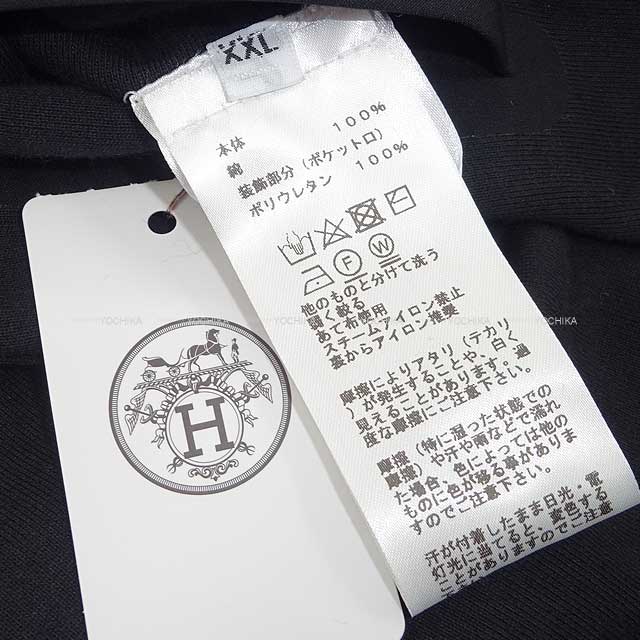 XXL
本体
綿 100%
装飾部分(ポケット口)
ポリウレタン 100%
F
W
他のものと分けて洗う
弱く絞る
あて布使用
スチームアイロン禁止
裏からアイロン推奨
摩擦によりアタリ(テカリ
)が発生することや、白く
見えることがあります。過
度な摩擦にご注意下さい。
摩擦(特に湿った状態での
摩擦)や汗や雨などで濡れ
た場合、色によっては他の
ものに色が移る事がありま
すのでご注意下さい。
汗が付着したまま日光・電
灯光に当てると、変色する
ことがありますのでご注意
H
YOCHIKA
YOCHIKA
YOCHIKA
YOCHIKA